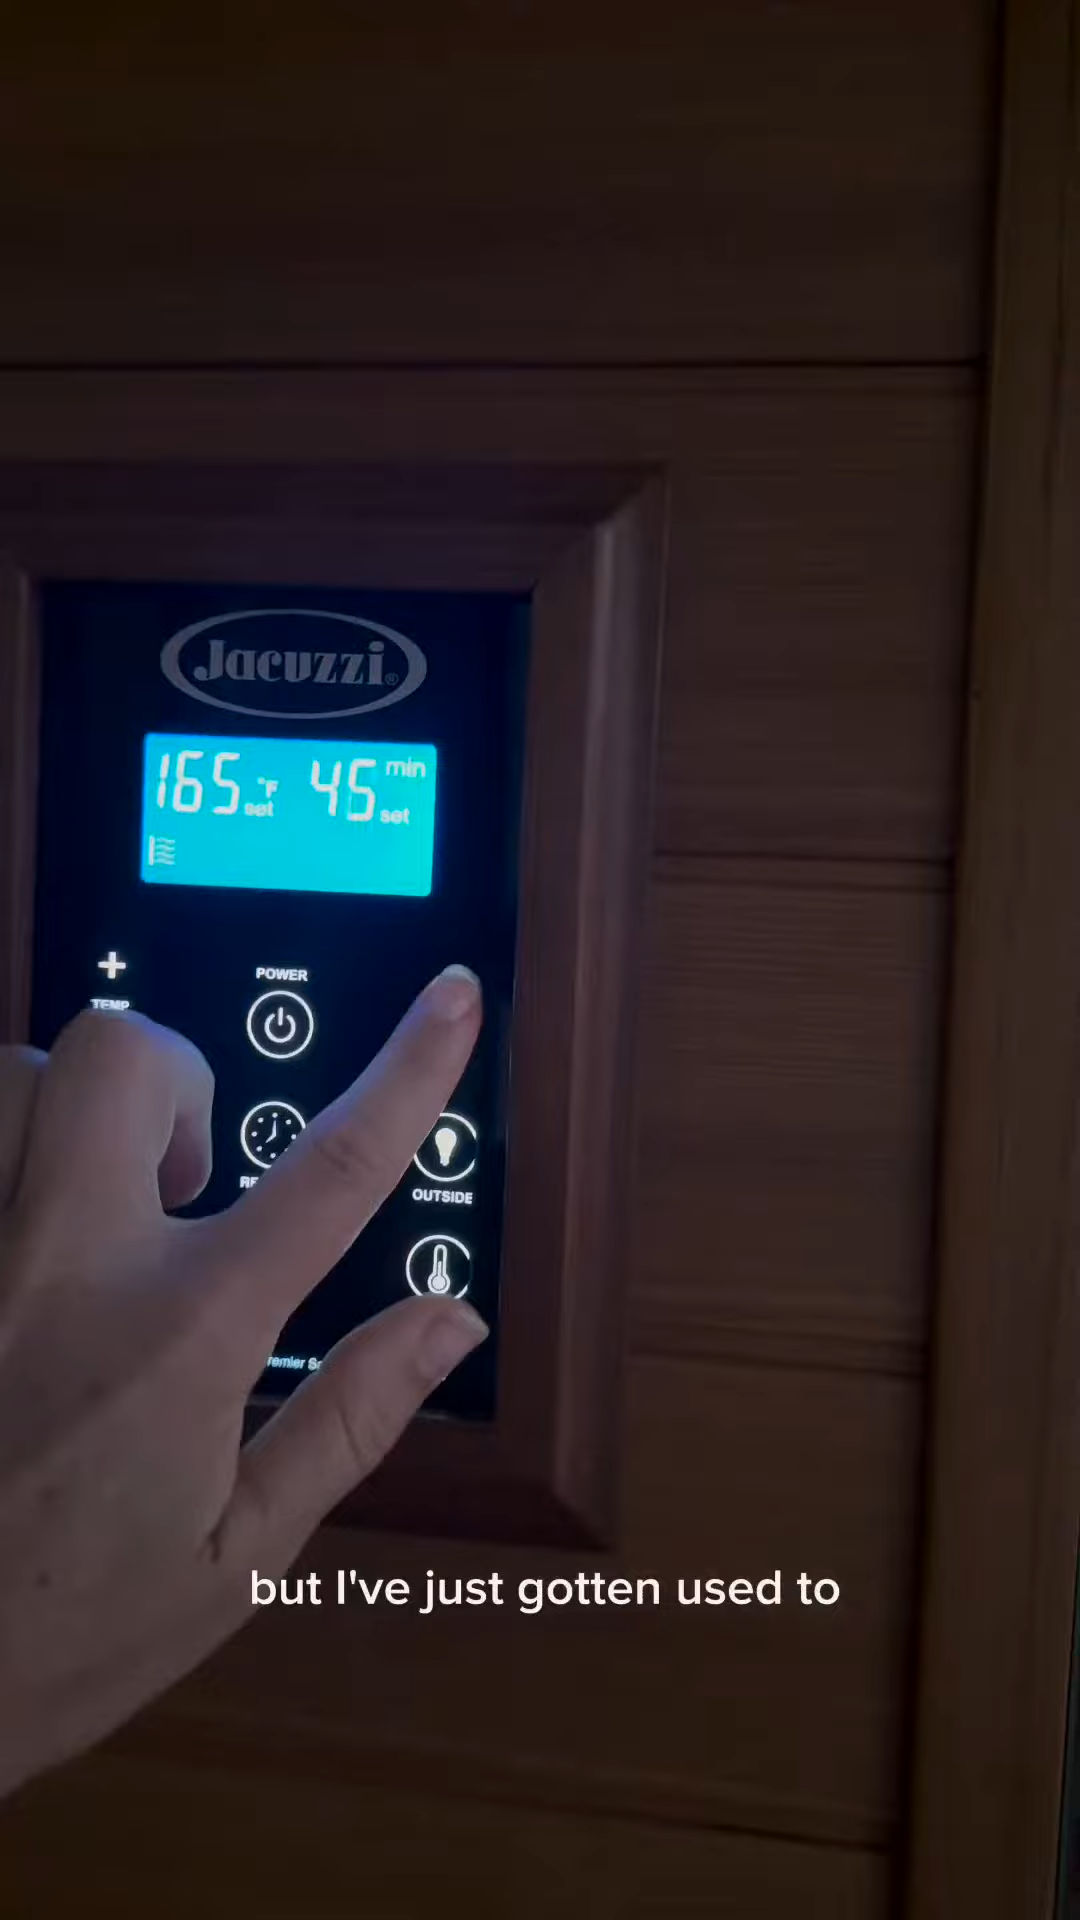 Jacuzzi®
165 °F set 45 min set
+
TEMP
POWER
OUTSIDE
but I've just gotten used to